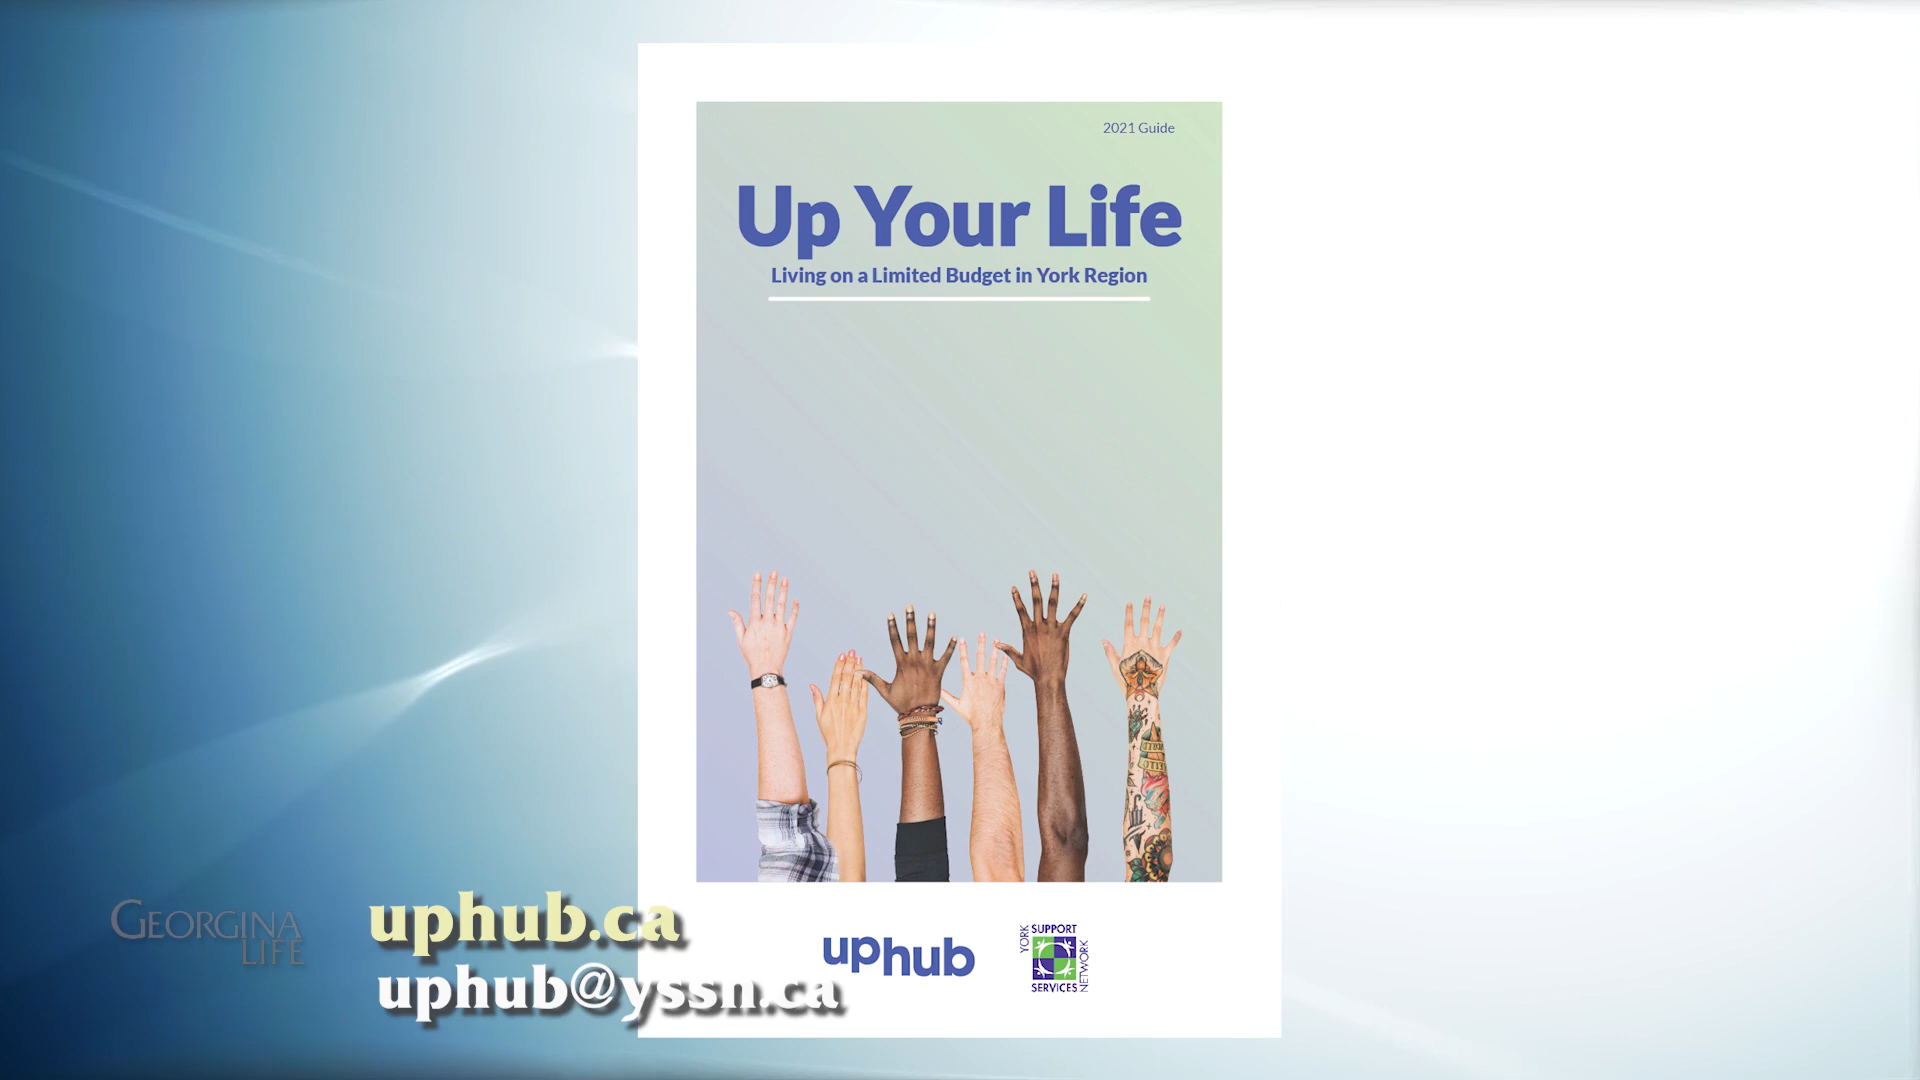 2021 Guide
Up Your Life
Living on a Limited Budget in York Region
GEORGINA
LIFE
uphub.ca
uphub@yssn.ca
uphub
YORK
SUPPORT
SERVICES
NETWORK